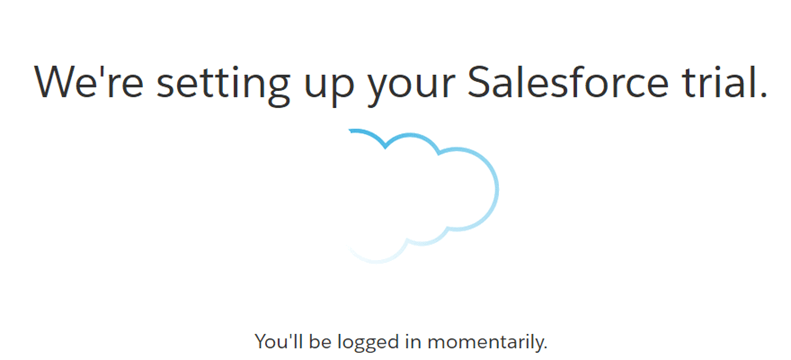 We're setting up your Salesforce trial.
You'll be logged in momentarily.